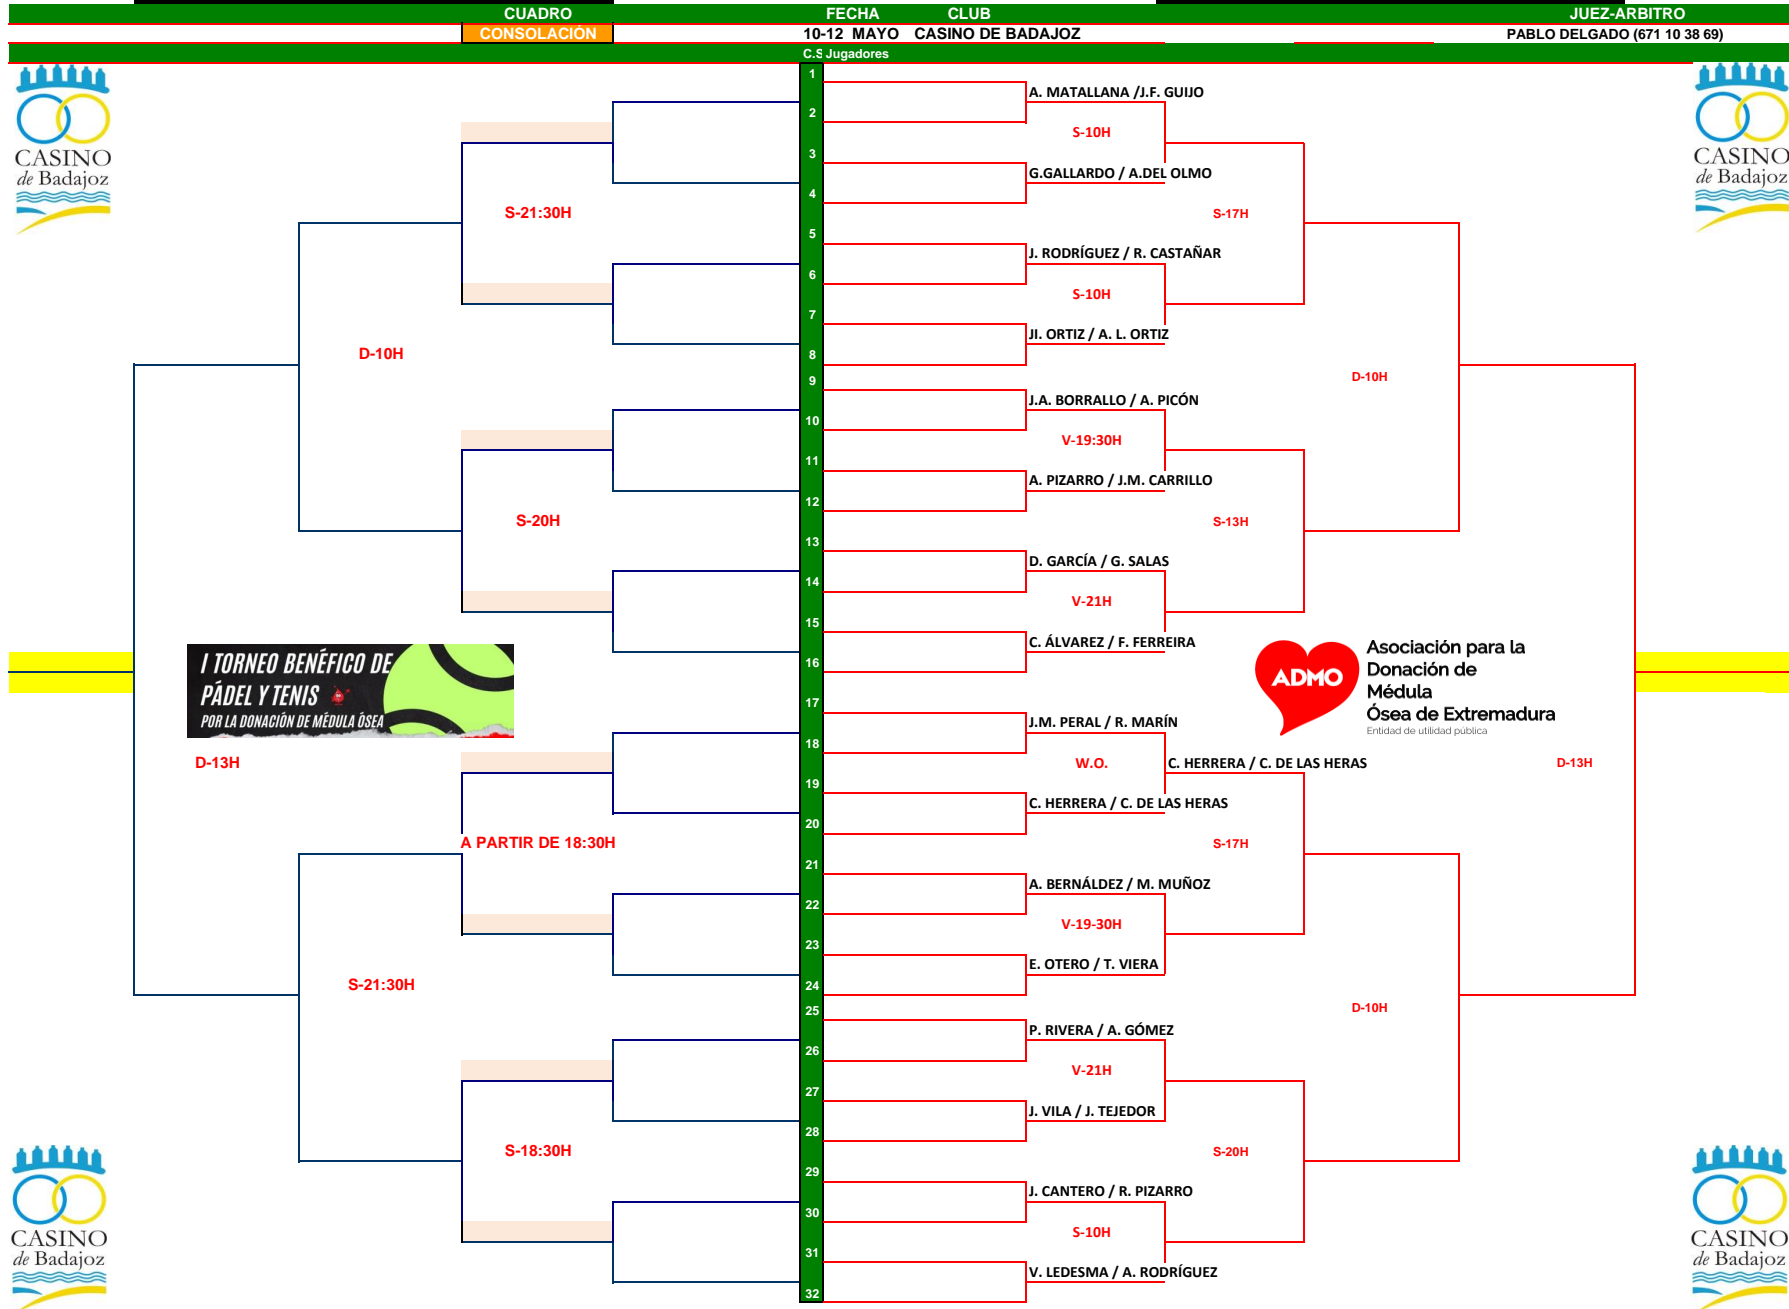 CUADRO FECHA CLUB JUEZ-ARBITRO
CONSOLACIÓN 10-12 MAYO CASINO DE BADAJOZ PABLO DELGADO (671 10 38 69)
C.S Jugadores
CASINO
de Badajoz
CASINO
de Badajoz
1
A. MATALLANA /J.F. GUIJO
2
S-10H
3
G.GALLARDO / A.DEL OLMO
4
S-21:30H
S-17H
5
J. RODRÍGUEZ / R. CASTAÑAR
6
S-10H
7
JI. ORTIZ / A. L. ORTIZ
8
D-10H
D-10H
9
J.A. BORRALLO / A. PICÓN
10
V-19:30H
11
A. PIZARRO / J.M. CARRILLO
12
S-20H
S-13H
13
D. GARCÍA / G. SALAS
14
V-21H
15
C. ÁLVAREZ / F. FERREIRA
16
I TORNEO BENÉFICO DE
PÁDEL Y TENIS
POR LA DONACIÓN DE MÉDULA ÓSEA
ADMO
Asociación para la
Donación de
Médula
Ósea de Extremadura
Entidad de utilidad pública
17
J.M. PERAL / R. MARÍN
18
D-13H
W.O.
C. HERRERA / C. DE LAS HERAS
D-13H
19
C. HERRERA / C. DE LAS HERAS
20
A PARTIR DE 18:30H
S-17H
21
A. BERNÁLDEZ / M. MUÑOZ
22
V-19-30H
23
E. OTERO / T. VIERA
24
S-21:30H
D-10H
25
P. RIVERA / A. GÓMEZ
26
V-21H
27
J. VILA / J. TEJEDOR
28
S-18:30H
S-20H
29
J. CANTERO / R. PIZARRO
30
S-10H
31
V. LEDESMA / A. RODRÍGUEZ
32
CASINO
de Badajoz
CASINO
de Badajoz